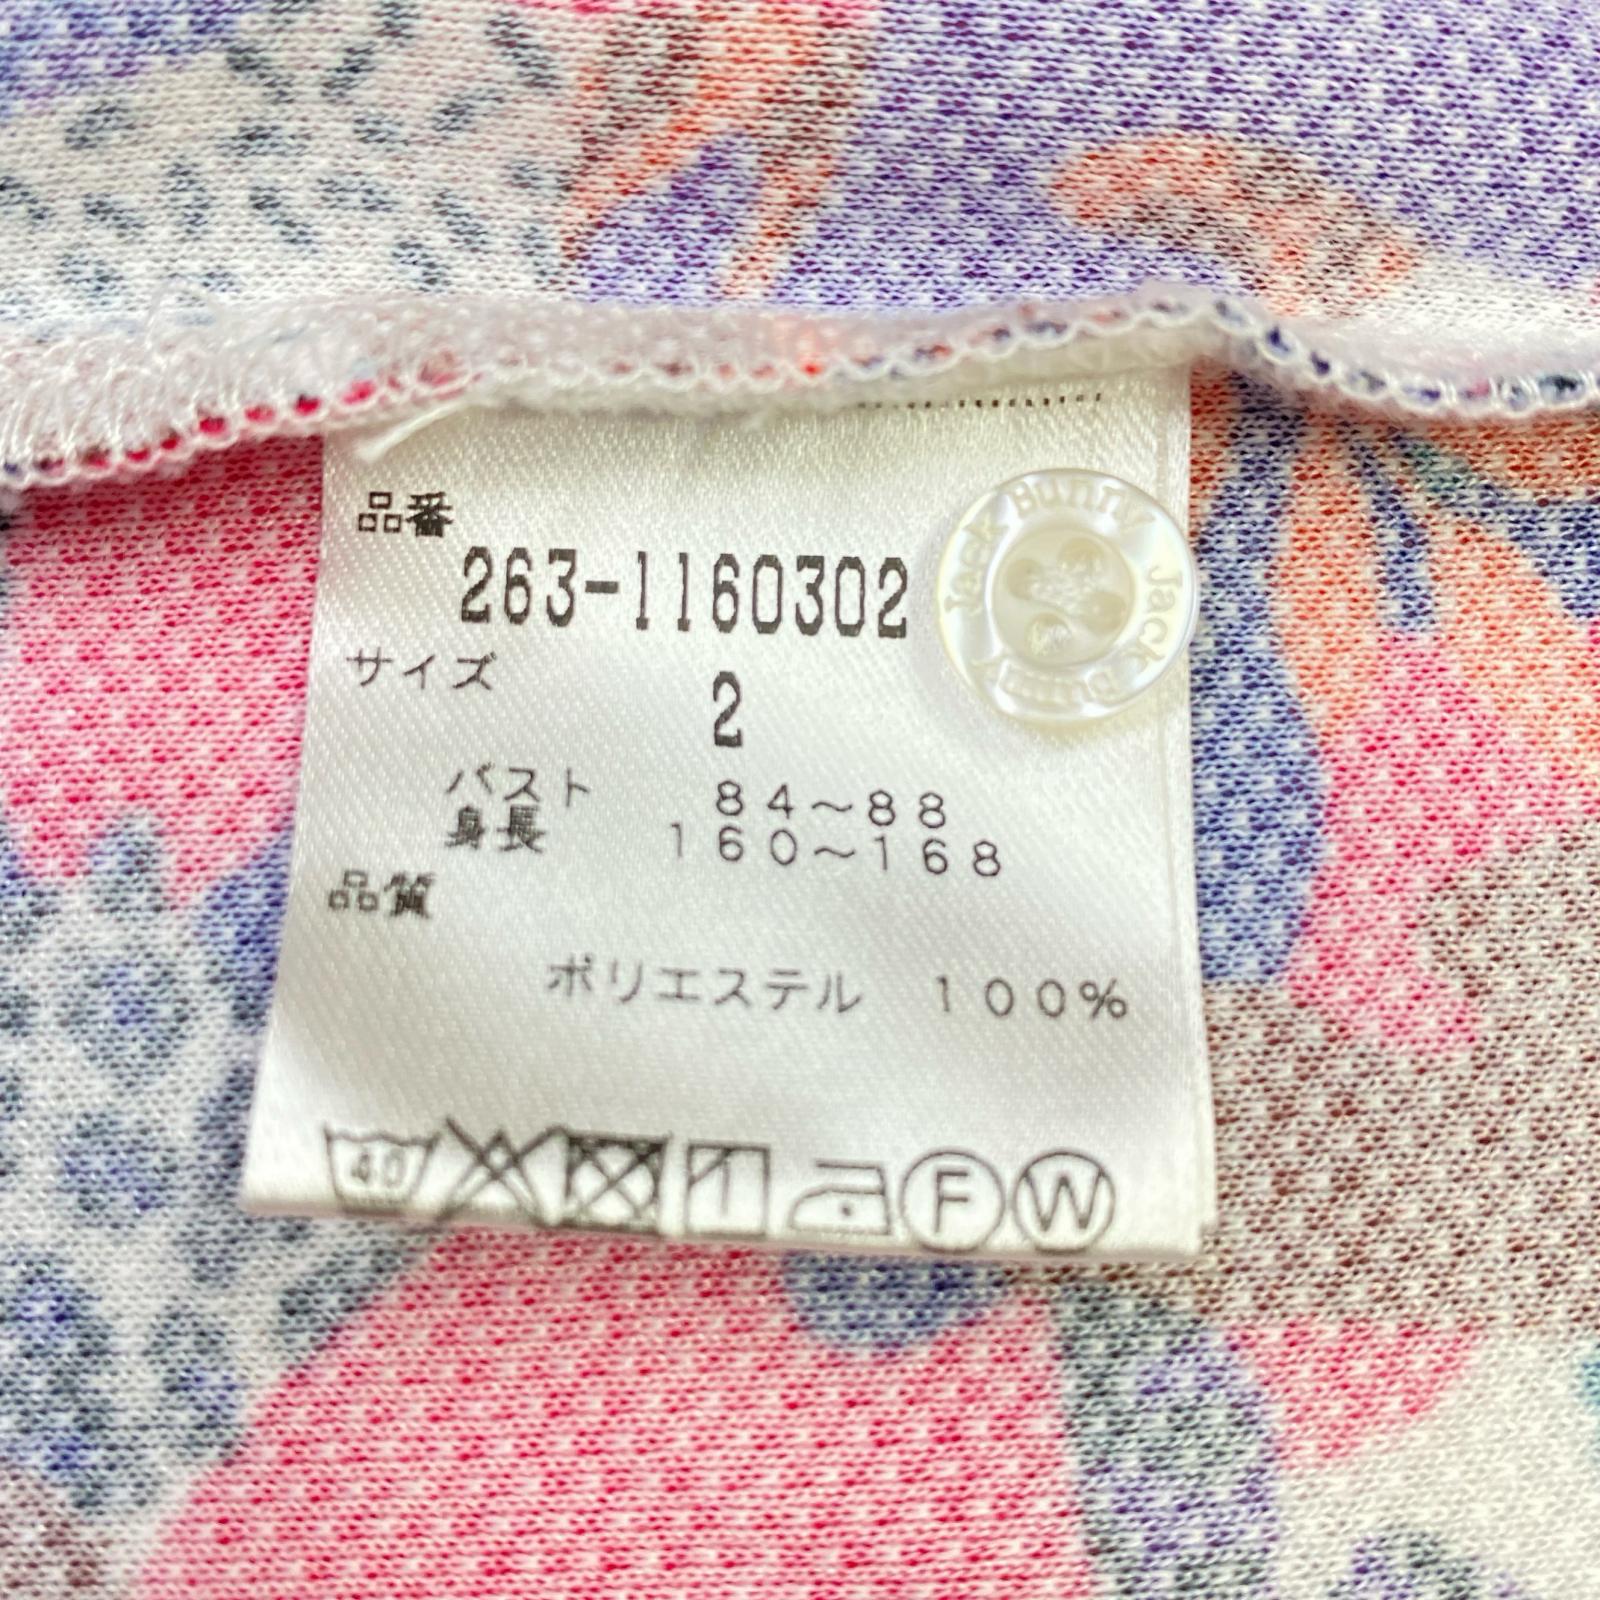 品番
263-1160302
サイズ
2
バスト 84~88
身長 160~168
品質
ポリエステル 100%
40
F W
Jack Bunny Jack